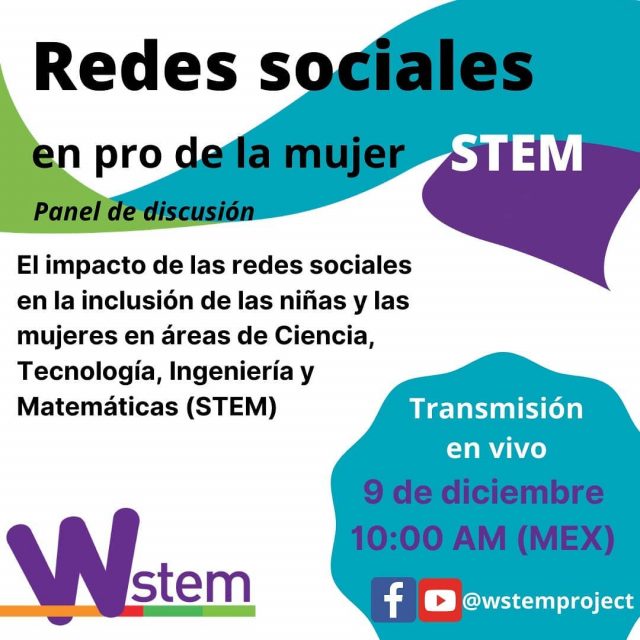 Redes sociales
en pro de la mujer STEM
Panel de discusión
El impacto de las redes sociales
en la inclusión de las niñas y las
mujeres en áreas de Ciencia,
Tecnología, Ingeniería y
Matemáticas (STEM)
Transmisión
en vivo
9 de diciembre
10:00 AM (MEX)
@wstemproject
Wstem